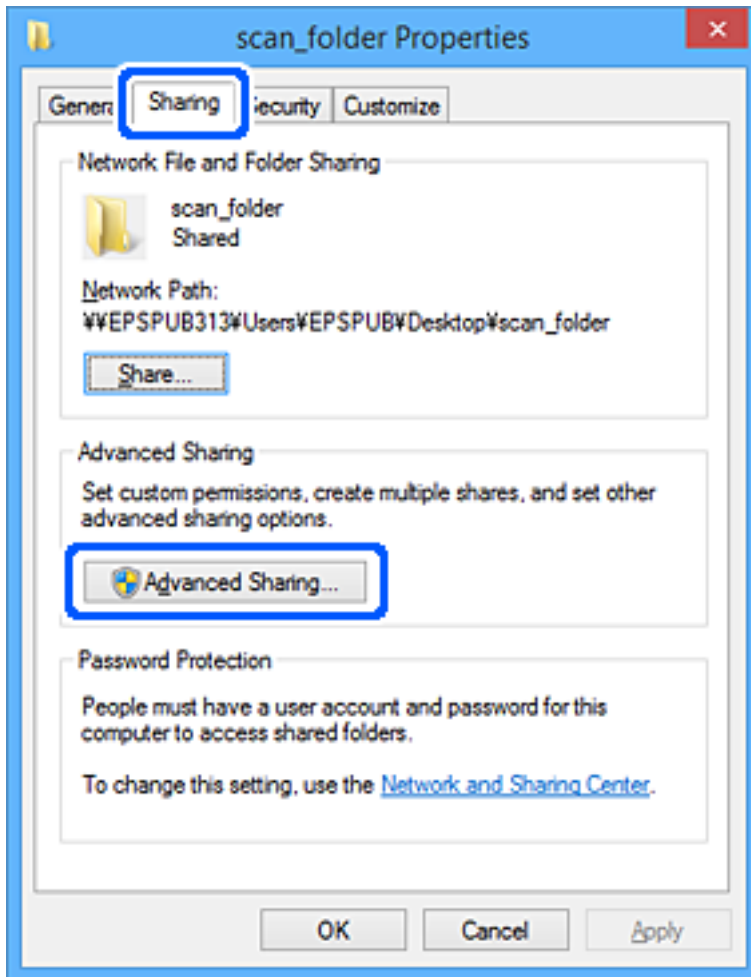 scan_folder Properties
Sharing Customize
Network File and Folder Sharing
scan_folder
Shared
Network Path:
¥¥EPSPUB313¥Users¥EPSPUB¥Desktop¥scan_folder
Share...
Advanced Sharing
Set custom permissions, create multiple shares, and set other
advanced sharing options.
Advanced Sharing...
Password Protection
People must have a user account and password for this
computer to access shared folders.
To change this setting, use the Network and Sharing Center.
OK Cancel Apply